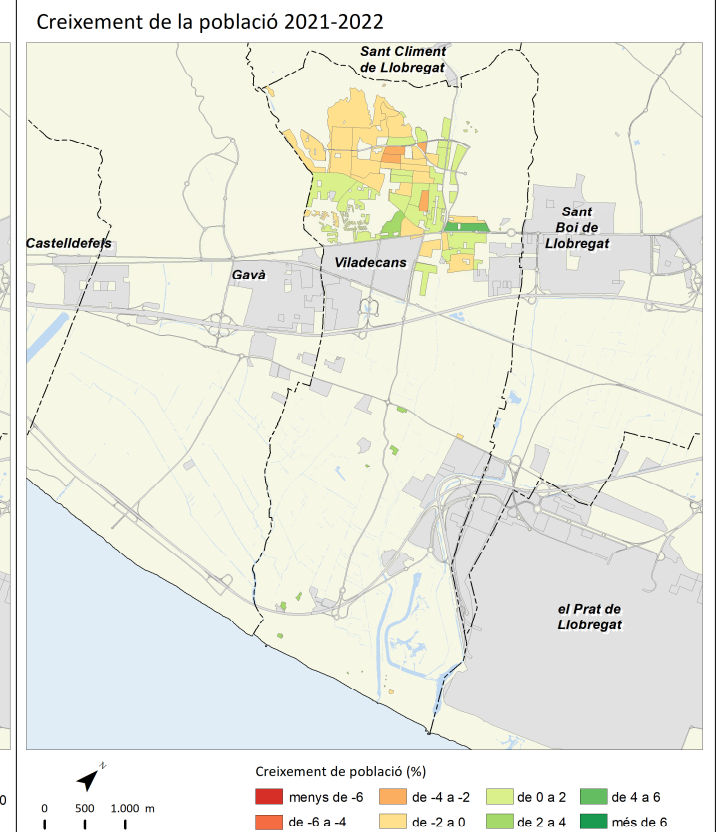 Creixement de la població 2021-2022
Sant Climent
de Llobregat
Sant
Boi de
Llobregat
Castelldefels
Viladecans
Gavà
el Prat de
Llobregat
N
Creixement de població (%)
menys de -6
de -4 a -2
de 0 a 2
de 4 a 6
0
0 500 1.000 m
de -6 a -4
de -2 a 0
de 2 a 4
més de 6